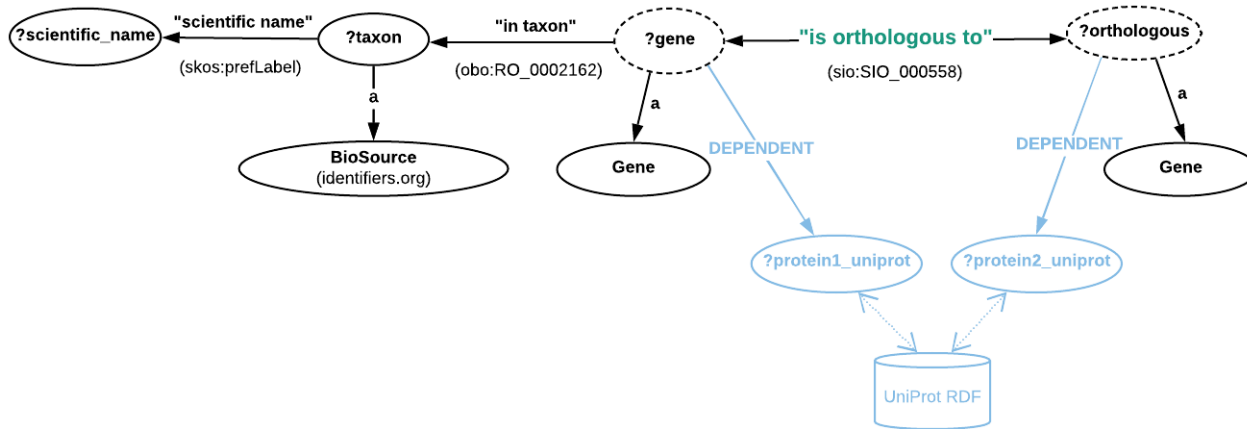 "scientific name"
"in taxon"
?scientific_name
?taxon
?gene
"is orthologous to"
?orthologous
(skos:prefLabel)
(obo:RO_0002162)
(sio:SIO_000558)
a
a
a
DEPENDENT
DEPENDENT
BioSource
(identifiers.org)
Gene
Gene
?protein1_uniprot
?protein2_uniprot
UniProt RDF